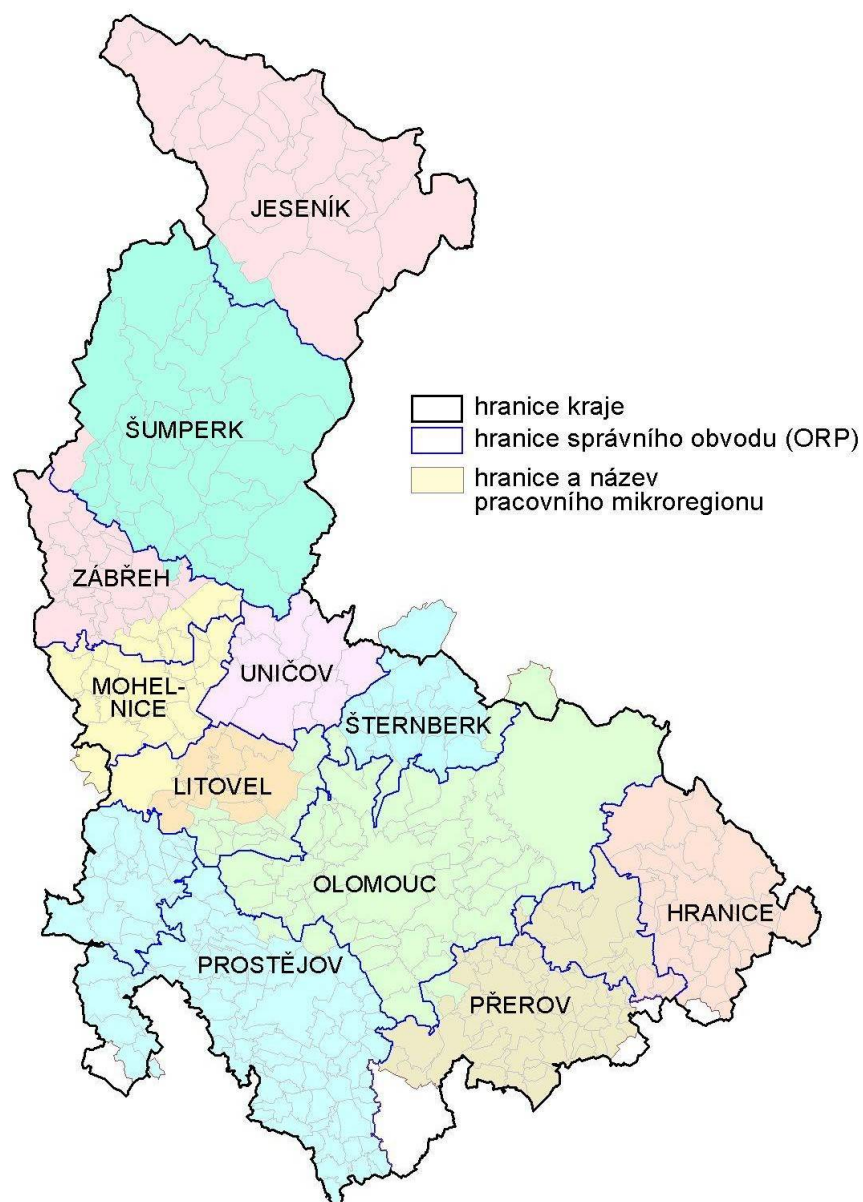 JESENÍK
ŠUMPERK
hranice kraje
hranice správního obvodu (ORP)
hranice a název
pracovního mikroregionu
ZÁBŘEH
MOHEL-
NICE
UNIČOV
ŠTERNBERK
LITOVEL
OLOMOUC
HRANICE
PROSTĚJOV
PŘEROV